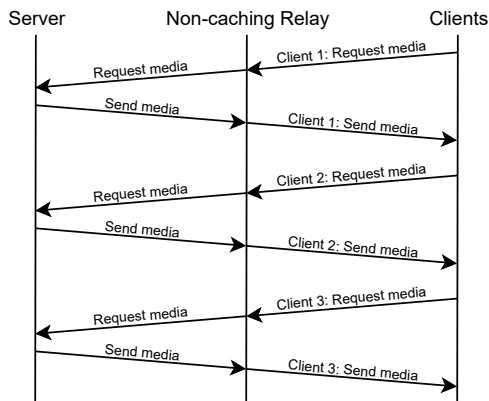 Server
Non-caching Relay
Clients
Client 1: Request media
Request media
Send media
Client 1: Send media
Client 2: Request media
Request media
Send media
Client 2: Send media
Client 3: Request media
Request media
Send media
Client 3: Send media